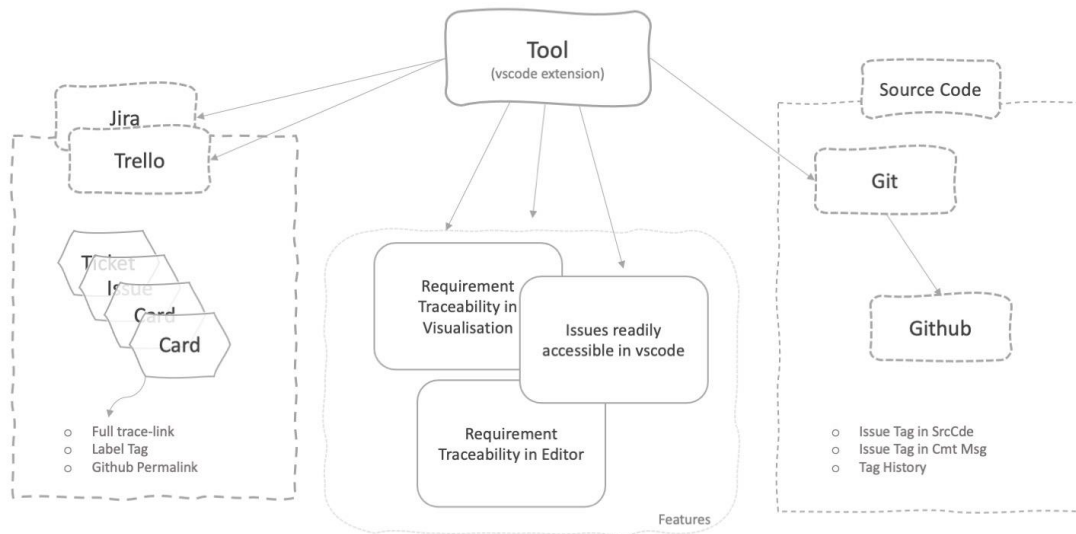 Tool
(vscode extension)
Jira
Trello
Ticket
Issue
Card
Card
Full trace-link
Label Tag
Github Permalink
Requirement
Traceability in
Visualisation
Issues readily
accessible in vscode
Requirement
Traceability in Editor
Features
Source Code
Git
Github
Issue Tag in SrcCde
Issue Tag in Cmt Msg
Tag History